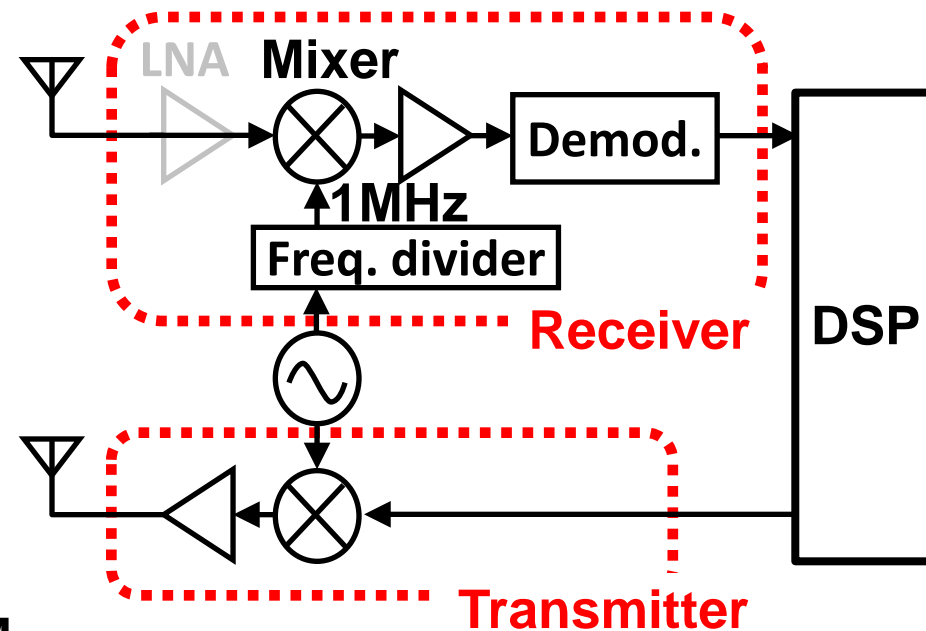 LNA
Mixer
Demod.
1MHz
Freq. divider
Receiver
DSP
Transmitter